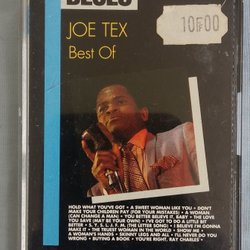 BLUES
JOE TEX
Best Of
10F00
HOLD WHAT YOU'VE GOT • A SWEET WOMAN LIKE YOU • DON'T
MAKE YOUR CHILDREN PAY (FOR YOUR MISTAKES) • A WOMAN
(CAN CHANGE A MAN) • YOU BETTER BELIEVE IT, BABY • THE LOVE
YOU SAVE (MAY BE YOUR OWN) • I'VE GOT TO DO A LITTLE BIT
BETTER • S.Y.S.L.J.F.M. (THE LETTER SONG) • I BELIEVE I'M GONNA
MAKE IT • THE TRUEST WOMAN IN THE WORLD • SHOW ME •
A WOMAN'S HANDS • SKINNY LEGS AND ALL • I'LL NEVER DO YOU
WRONG • BUYING A BOOK • YOU'RE RIGHT, RAY CHARLES